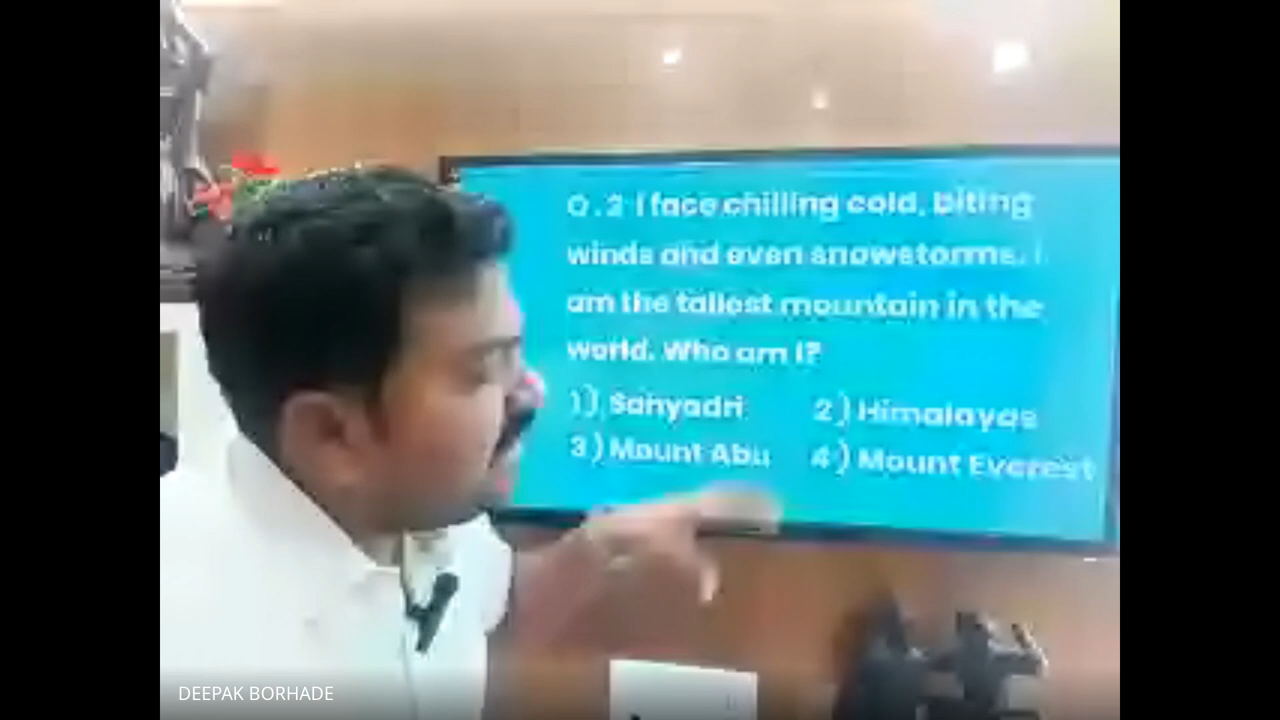 Q.2 I face chilling cold, biting
winds and even snowstorms. I
am the tallest mountain in the
world. Who am I?
1) Sahyadri 2) Himalayas
3) Mount Abu 4) Mount Everest
DEEPAK BORHADE